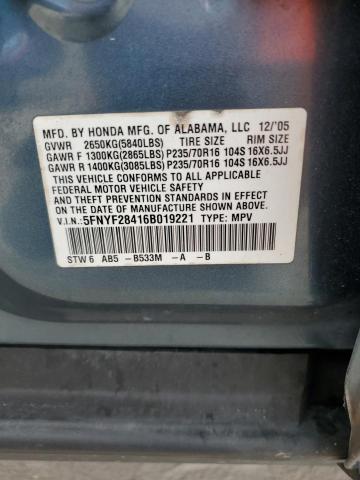 MFD. BY HONDA MFG. OF ALABAMA, LLC 12/'05
GVWR 2650KG(5840LBS) TIRE SIZE RIM SIZE
GAWR F 1300KG(2865LBS) P235/70R16 104S 16X6.5JJ
GAWR R 1400KG(3085LBS) P235/70R16 104S 16X6.5JJ
THIS VEHICLE CONFORMS TO ALL APPLICABLE
FEDERAL MOTOR VEHICLE SAFETY
AND THEFT PREVENTION STANDARDS IN EFFECT ON
THE DATE OF MANUFACTURE SHOWN ABOVE.
V.I.N.: 5FNYF28416B019221 TYPE: MPV
STW 6 AB5 -B533M -A -B